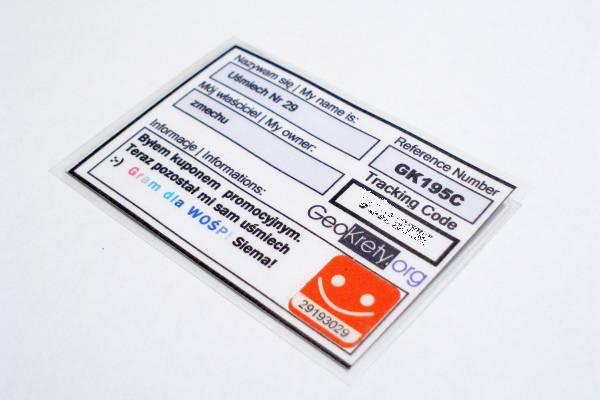 Nazywam się | My name is:
Uśmiech Nr 29
Mój właściciel | My owner:
zmechu
Informacje | Informations:
Byłem kuponem promocyjnym.
Teraz pozostał mi sam uśmiech
:-)
Gram dla WOŚP! Siema!
Reference Number
GK195C
Tracking Code
GeoKrety.org
29193029